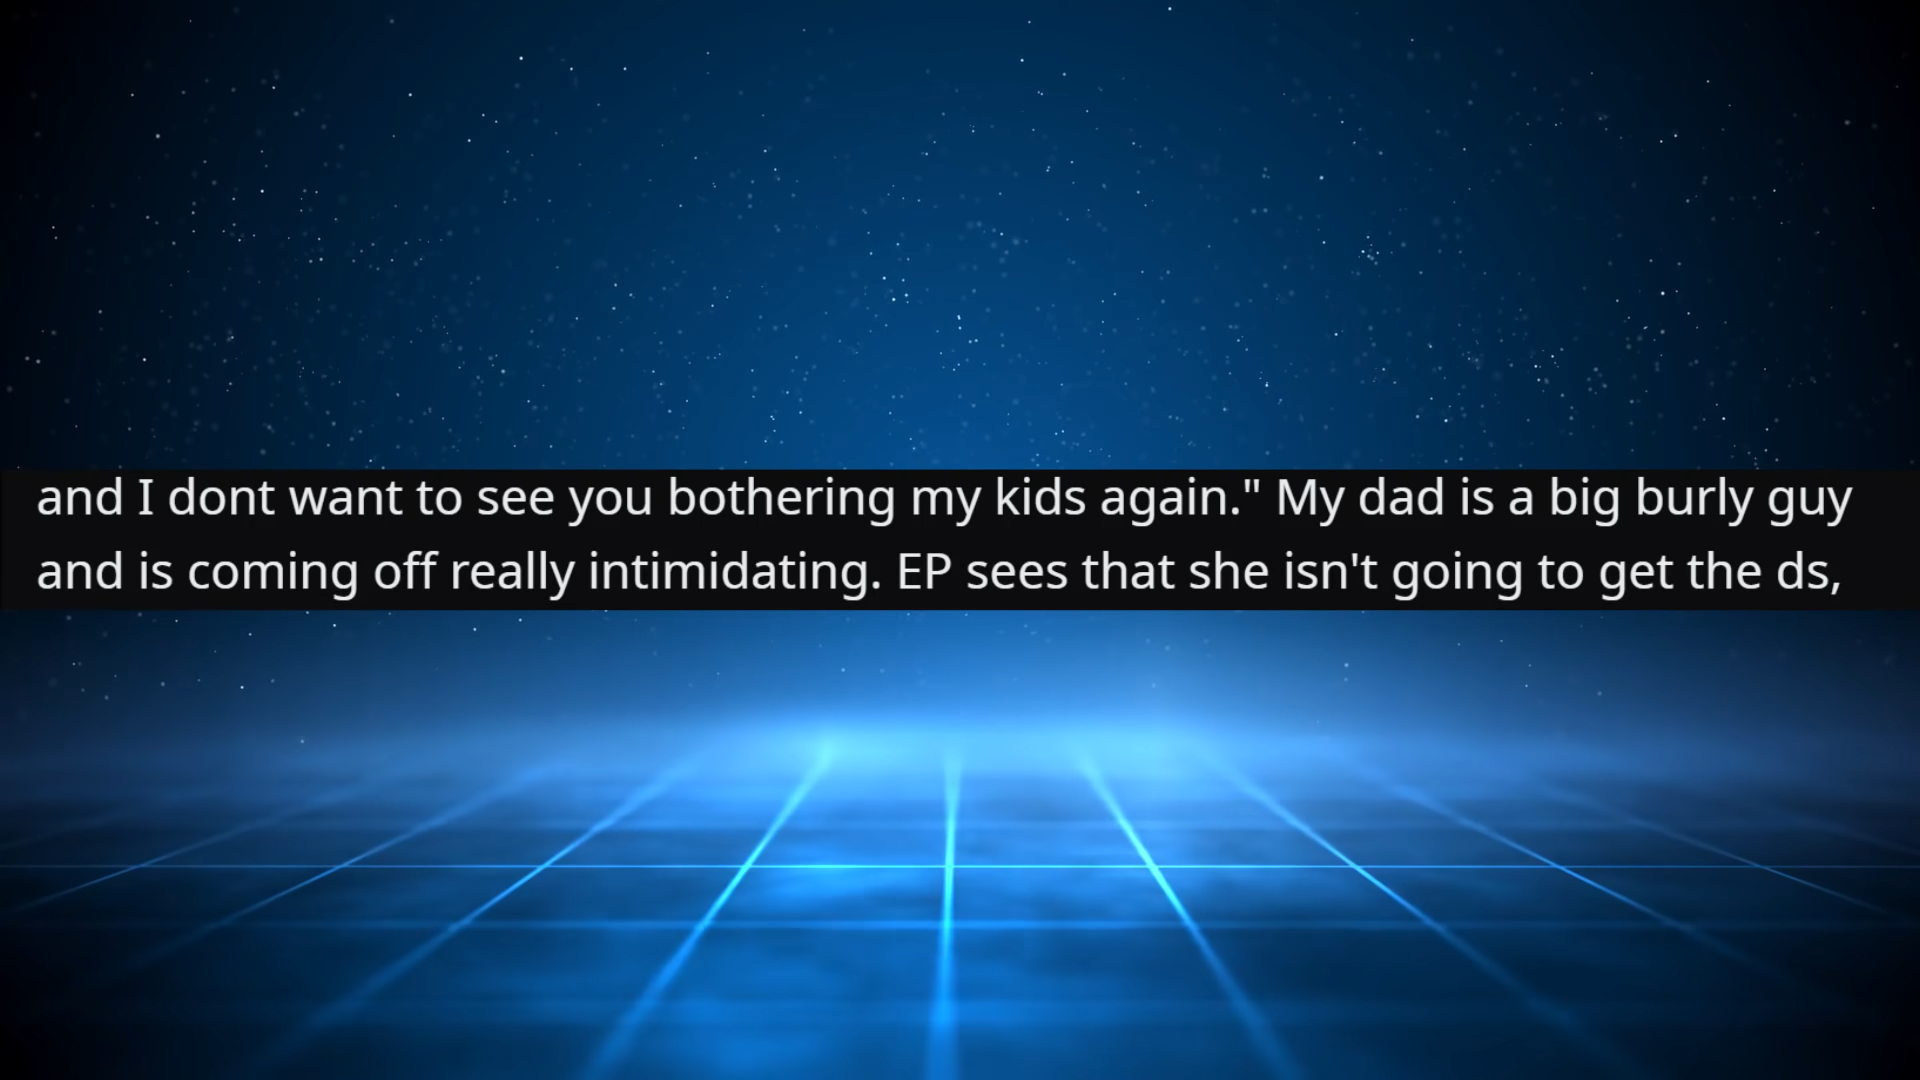 and I dont want to see you bothering my kids again." My dad is a big burly guy
and is coming off really intimidating. EP sees that she isn't going to get the ds,